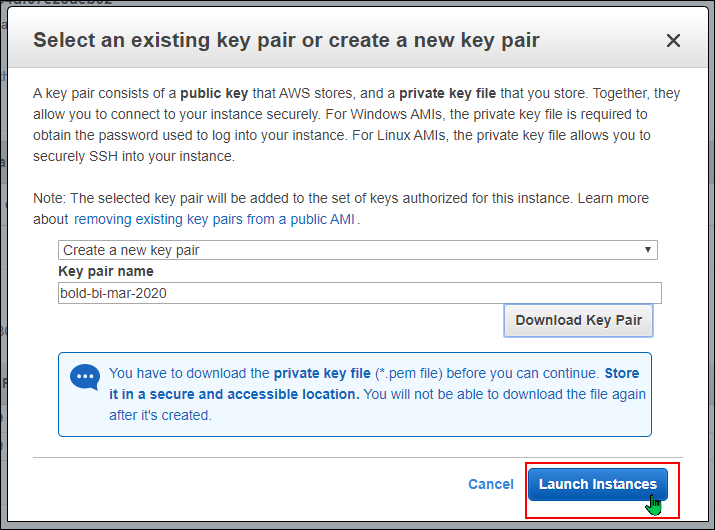 Select an existing key pair or create a new key pair
A key pair consists of a public key that AWS stores, and a private key file that you store. Together, they
allow you to connect to your instance securely. For Windows AMIs, the private key file is required to
obtain the password used to log into your instance. For Linux AMIs, the private key file allows you to
securely SSH into your instance.
Note: The selected key pair will be added to the set of keys authorized for this instance. Learn more
about removing existing key pairs from a public AMI .
Create a new key pair
Key pair name
bold-bi-mar-2020
Download Key Pair
You have to download the private key file (*.pem file) before you can continue. Store
it in a secure and accessible location. You will not be able to download the file again
after it's created.
Cancel Launch Instances